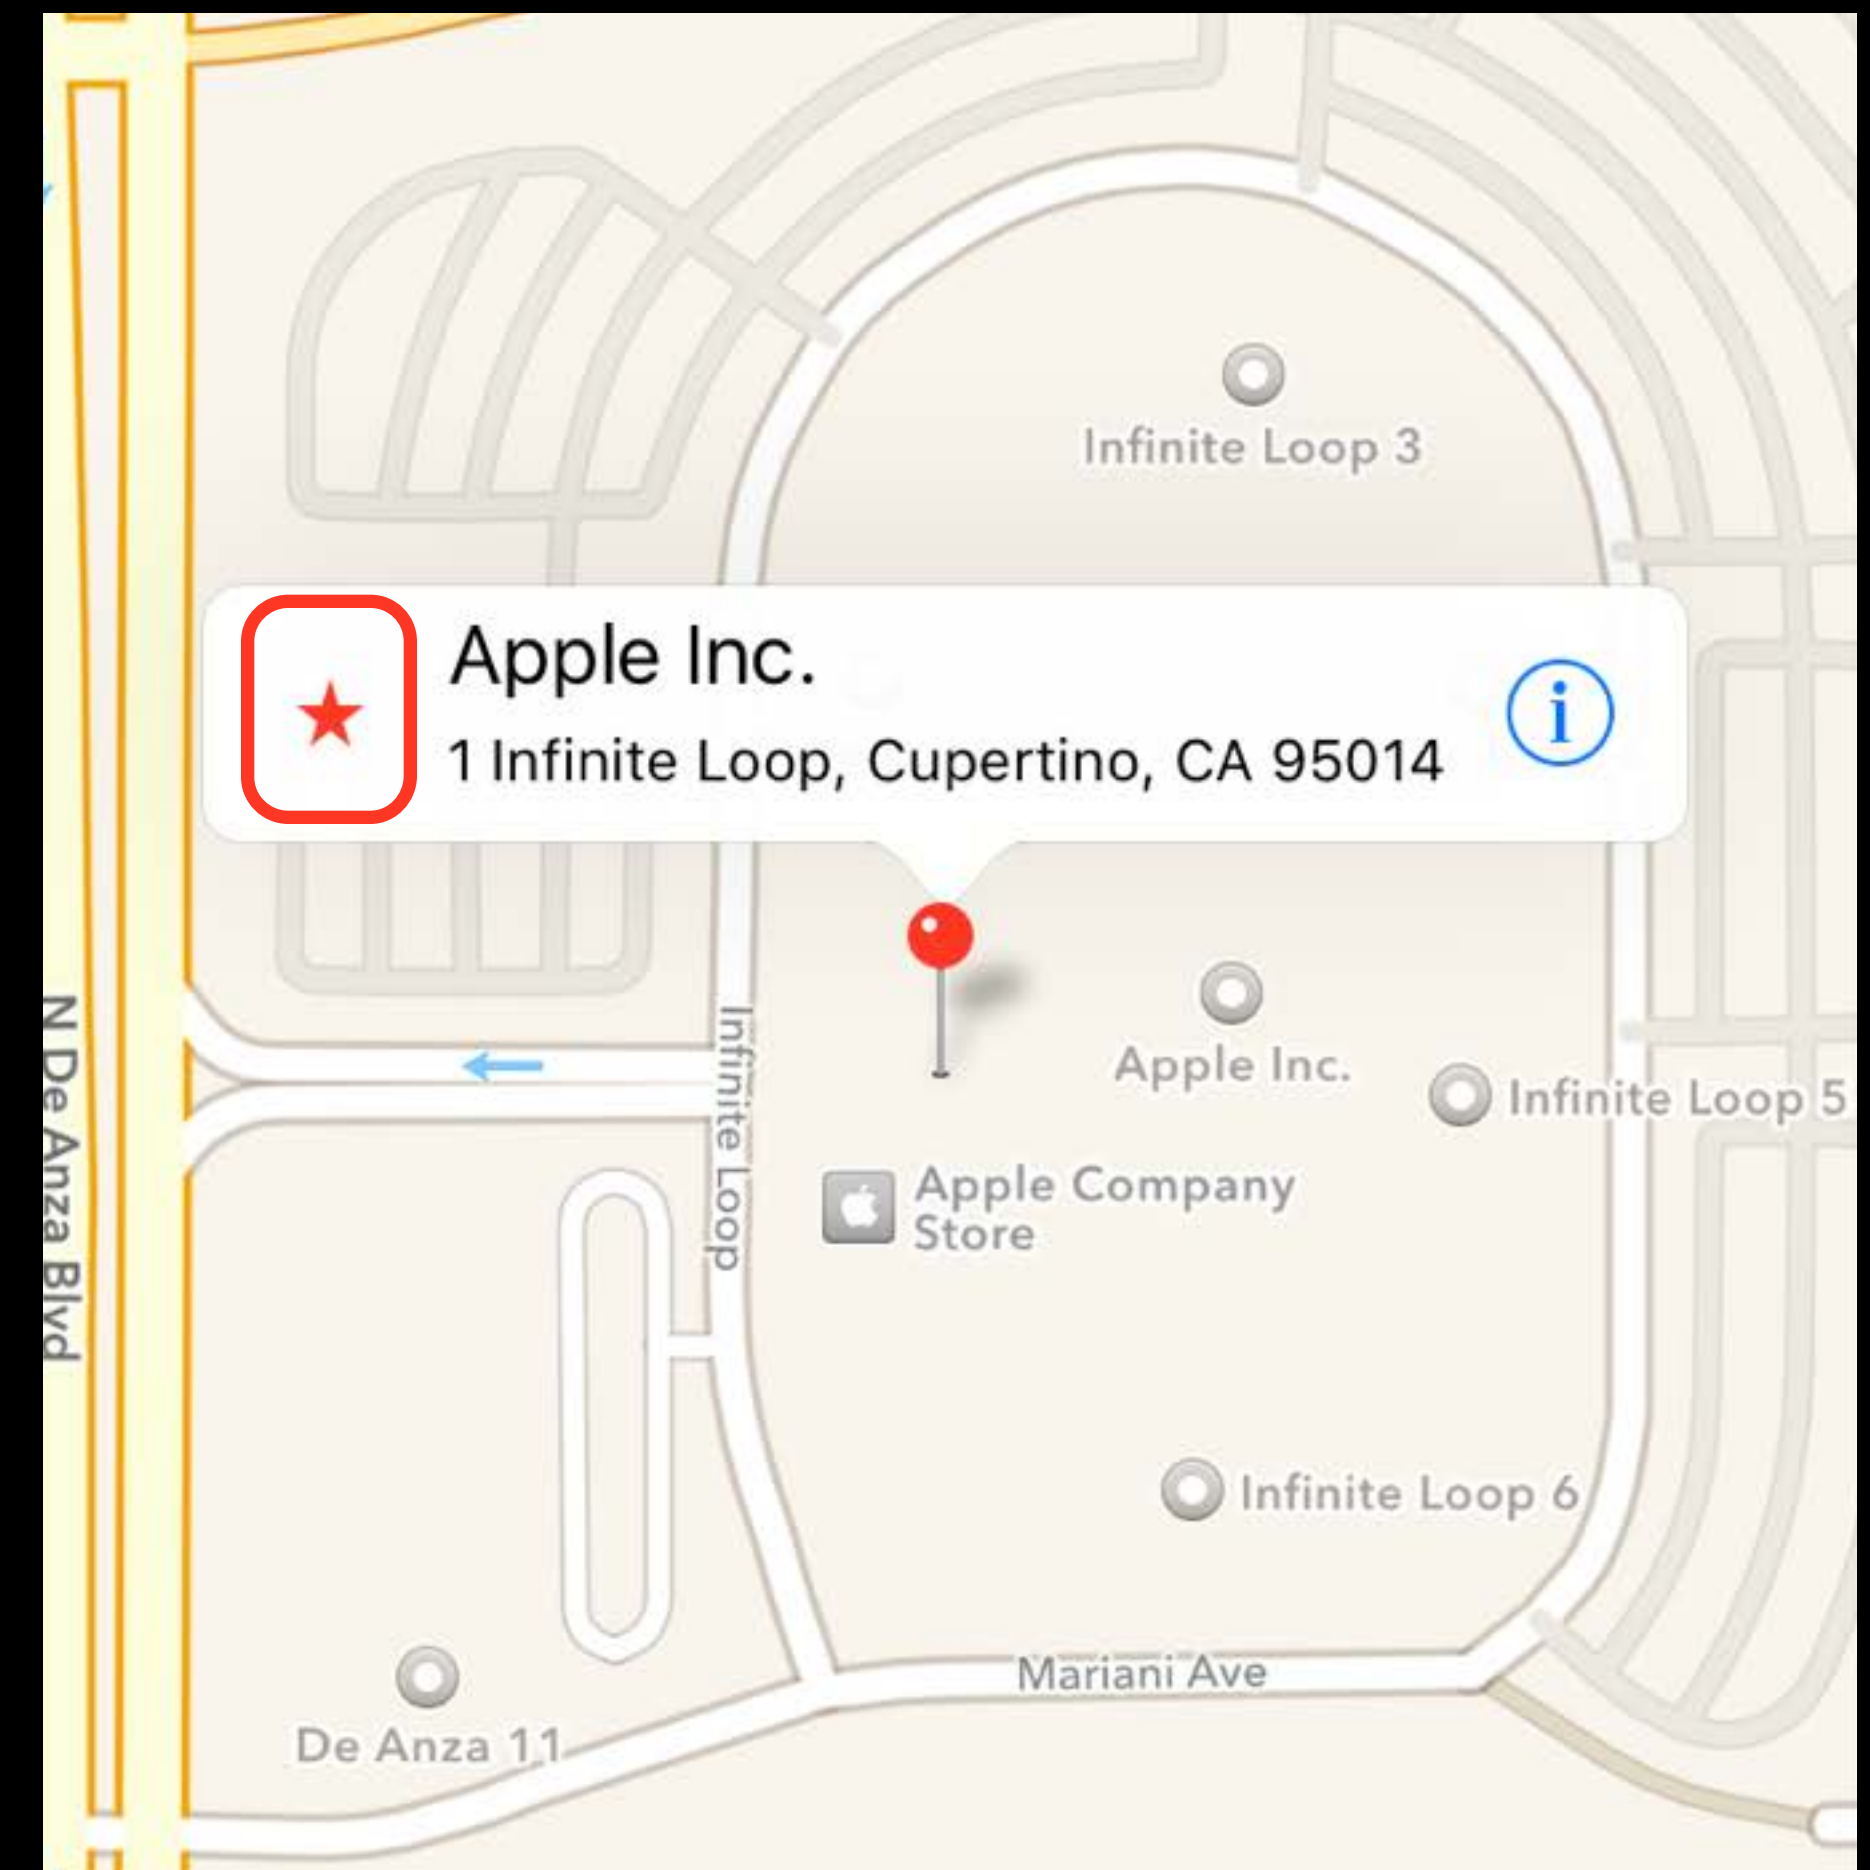 Infinite Loop 3
Apple Inc.
1 Infinite Loop, Cupertino, CA 95014
i
N De Anza Blvd
Infinite Loop
Apple Inc.
Infinite Loop 5
Apple Company
Store
Infinite Loop 6
Mariani Ave
De Anza 11